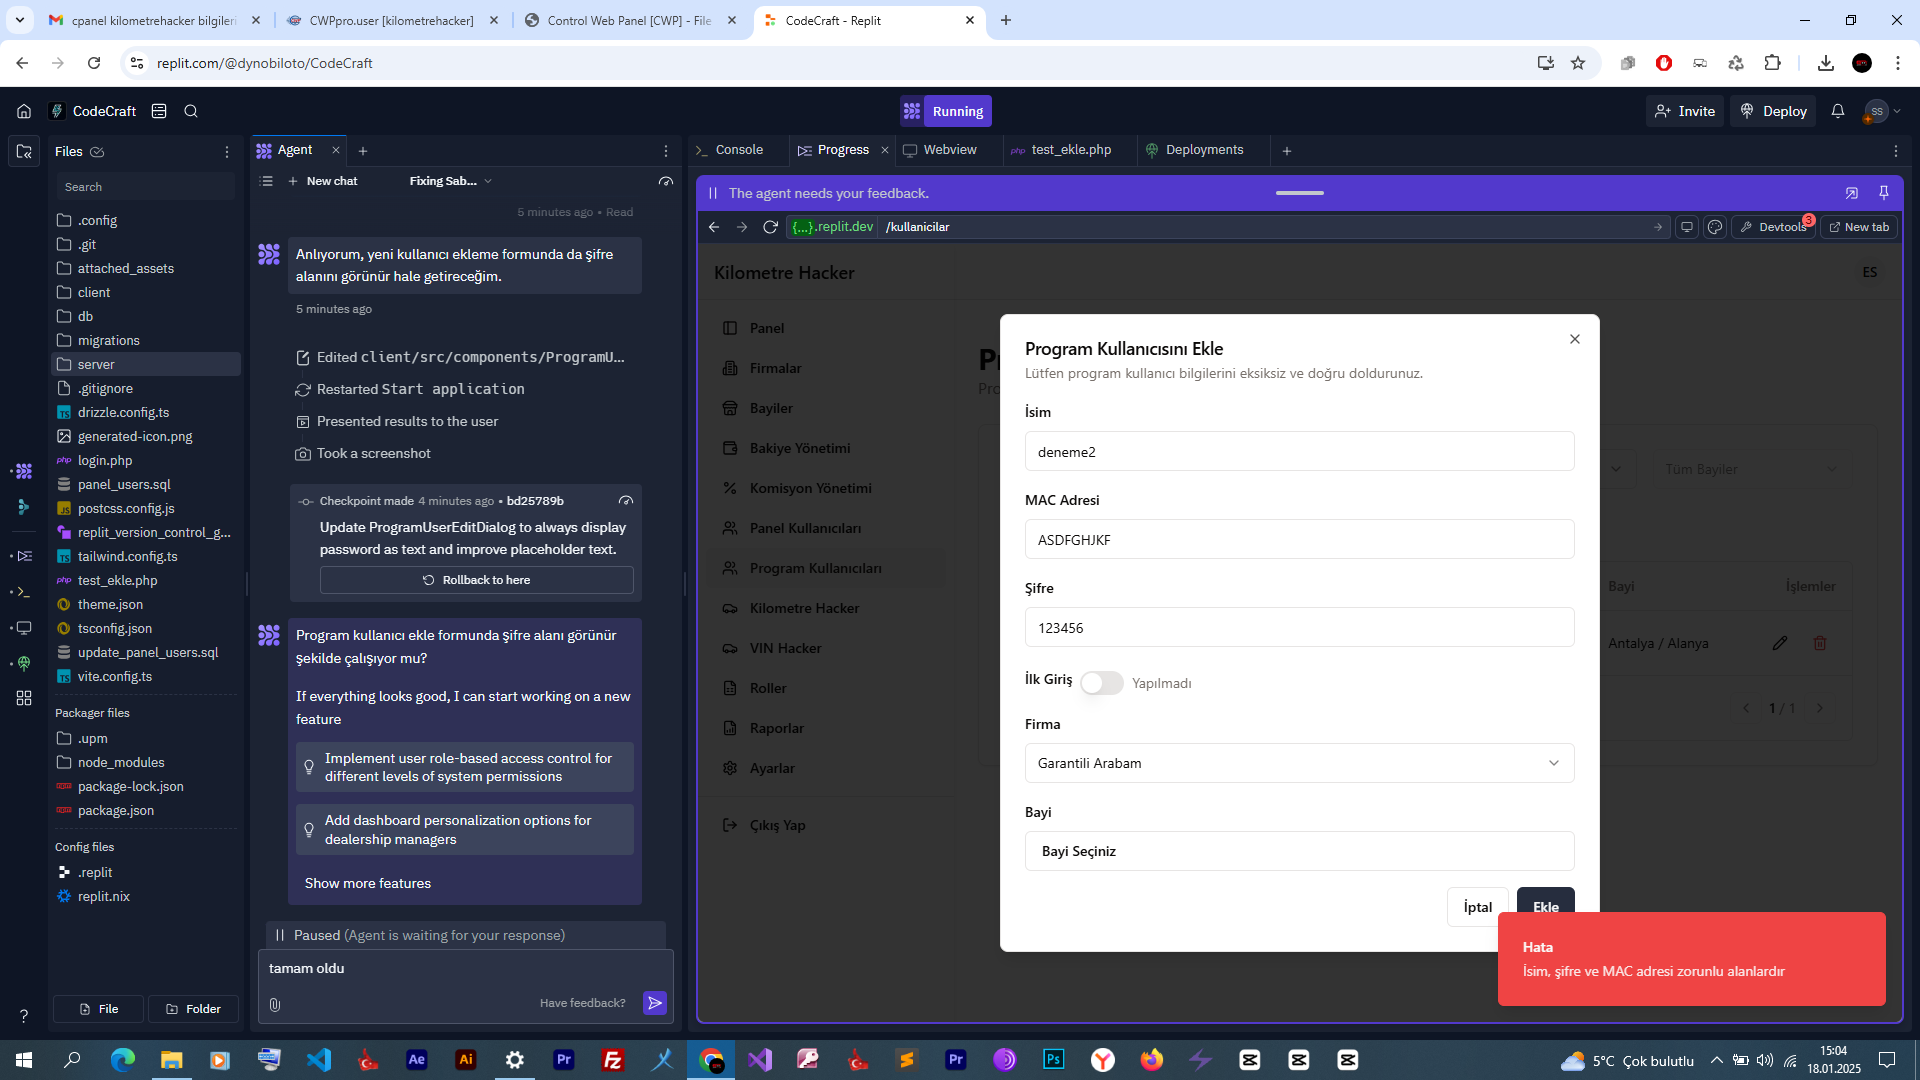 cpanel kilometrehacker bilgileri
CWPpro.user [kilometrehacker]
Control Web Panel [CWP] - File
CodeCraft - Replit
replit.com/@dynobiloto/CodeCraft
CodeCraft
Running
Invite
Deploy
SS
Files
Search
.config
.git
attached_assets
client
db
migrations
server
.gitignore
drizzle.config.ts
generated-icon.png
login.php
panel_users.sql
postcss.config.js
replit_version_control_g...
tailwind.config.ts
test_ekle.php
theme.json
tsconfig.json
update_panel_users.sql
vite.config.ts
Packager files
.upm
node_modules
package-lock.json
package.json
Config files
.replit
replit.nix
File
Folder
Agent
New chat
Fixing Sab...
5 minutes ago • Read
Anlıyorum, yeni kullanıcı ekleme formunda da şifre
alanını görünür hale getireceğim.
5 minutes ago
Edited client/src/components/ProgramU...
Restarted Start application
Presented results to the user
Took a screenshot
Checkpoint made 4 minutes ago • bd25789b
Update ProgramUserEditDialog to always display
password as text and improve placeholder text.
Rollback to here
Program kullanıcı ekle formunda şifre alanı görünür
şekilde çalışıyor mu?
If everything looks good, I can start working on a new
feature
Implement user role-based access control for
different levels of system permissions
Add dashboard personalization options for
dealership managers
Show more features
Paused (Agent is waiting for your response)
tamam oldu
Have feedback?
Console
Progress
Webview
test_ekle.php
Deployments
The agent needs your feedback.
{...}.replit.dev
/kullanicilar
Devtools
3
New tab
Kilometre Hacker
ES
Panel
Firmalar
Bayiler
Bakiye Yönetimi
Komisyon Yönetimi
Panel Kullanıcıları
Program Kullanıcıları
Kilometre Hacker
VIN Hacker
Roller
Raporlar
Ayarlar
Çıkış Yap
Tüm Bayiler
Bayi
İşlemler
Antalya / Alanya
1 / 1
Program Kullanıcısını Ekle
Lütfen program kullanıcı bilgilerini eksiksiz ve doğru doldurunuz.
İsim
deneme2
MAC Adresi
ASDFGHJKF
Şifre
123456
İlk Giriş
Yapılmadı
Firma
Garantili Arabam
Bayi
Bayi Seçiniz
İptal
Ekle
Hata
İsim, şifre ve MAC adresi zorunlu alanlardır
5°C Çok bulutlu
15:04
18.01.2025